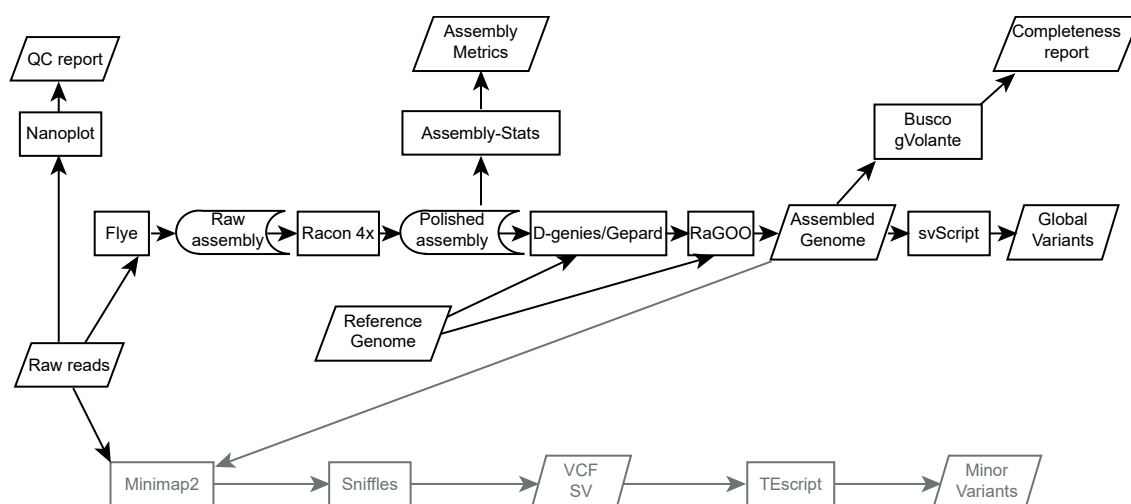 Assembly
Metrics
Completeness
report
QC report
Nanoplot
Assembly-Stats
Busco
gVolante
Flye
Raw
assembly
Racon 4x
Polished
assembly
D-genies/Gepard
RaGOO
Assembled
Genome
svScript
Global
Variants
Reference
Genome
Raw reads
Minimap2
Sniffles
VCF
SV
TEscript
Minor
Variants